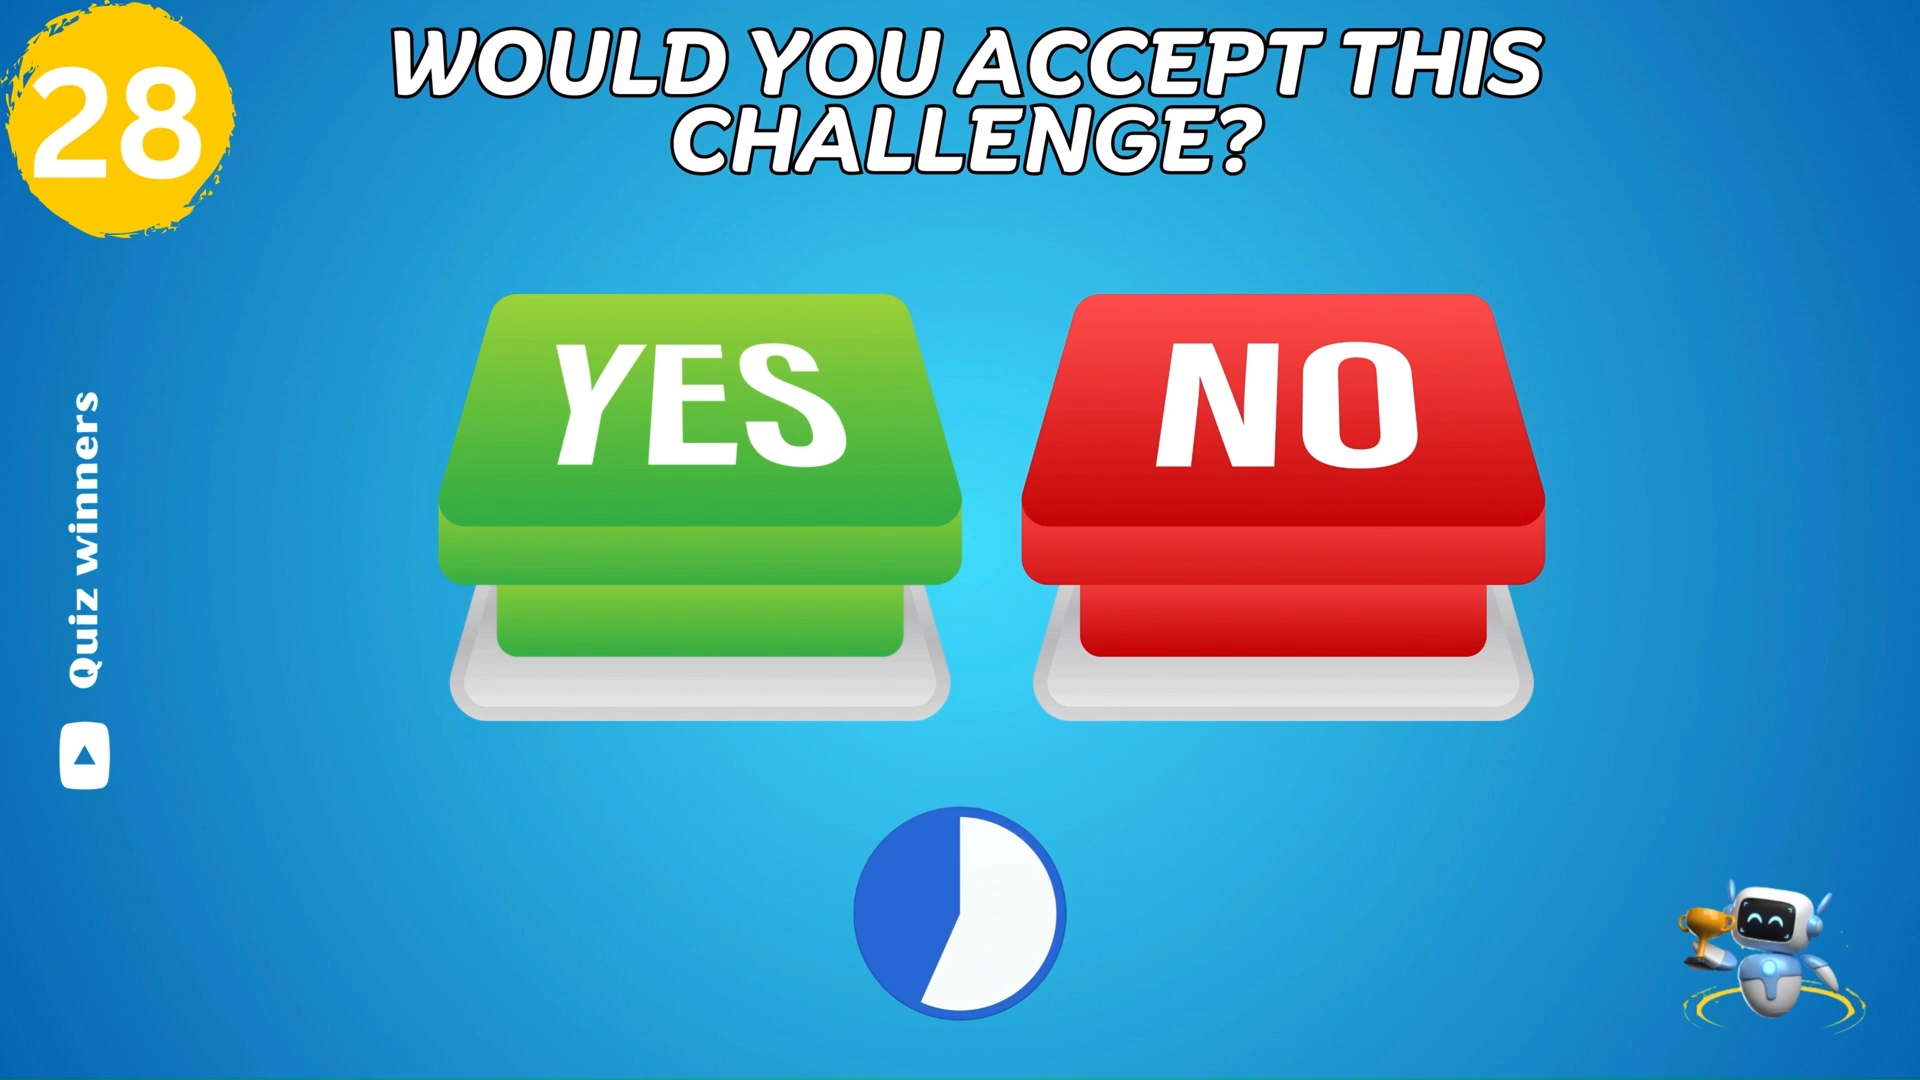 28
WOULD YOU ACCEPT THIS
CHALLENGE?
YES
NO
Quiz winners